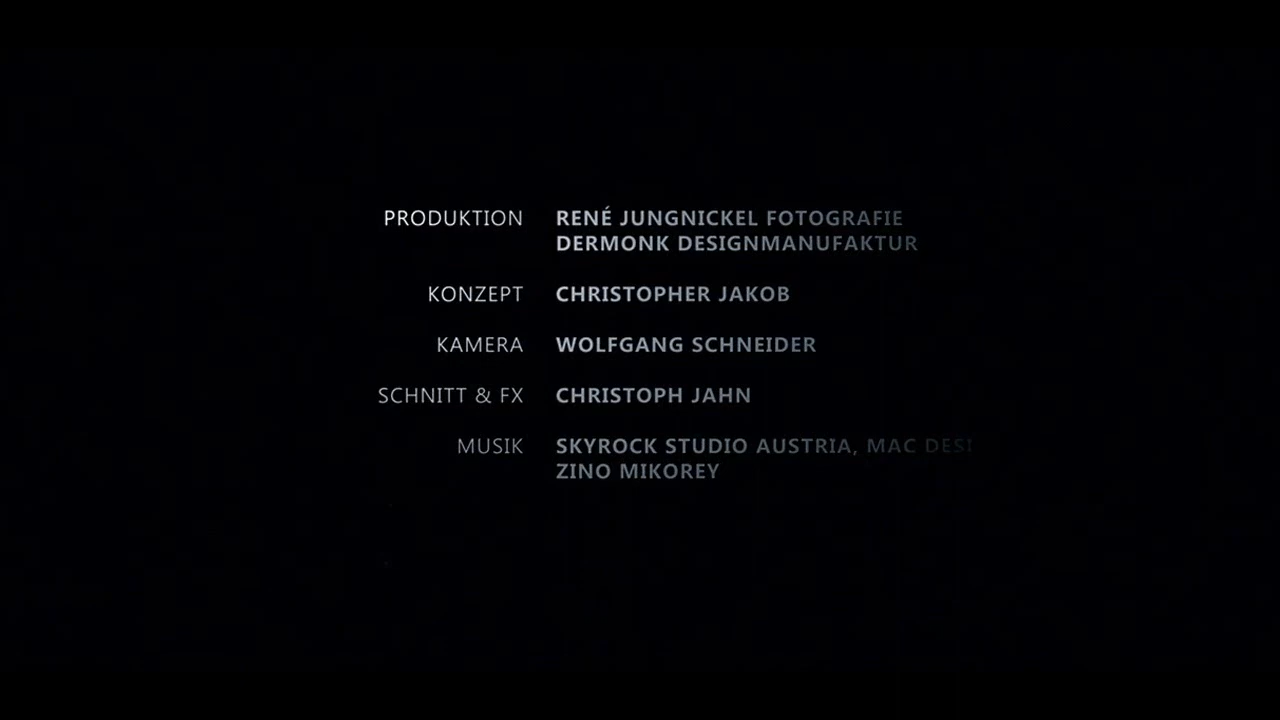 PRODUKTION RENÉ JUNGNICKEL FOTOGRAFIE
DERMONK DESIGNMANUFAKTUR
KONZEPT CHRISTOPHER JAKOB
KAMERA WOLFGANG SCHNEIDER
SCHNITT & FX CHRISTOPH JAHN
MUSIK SKYROCK STUDIO AUSTRIA, MAC
ZINO MIKOREY